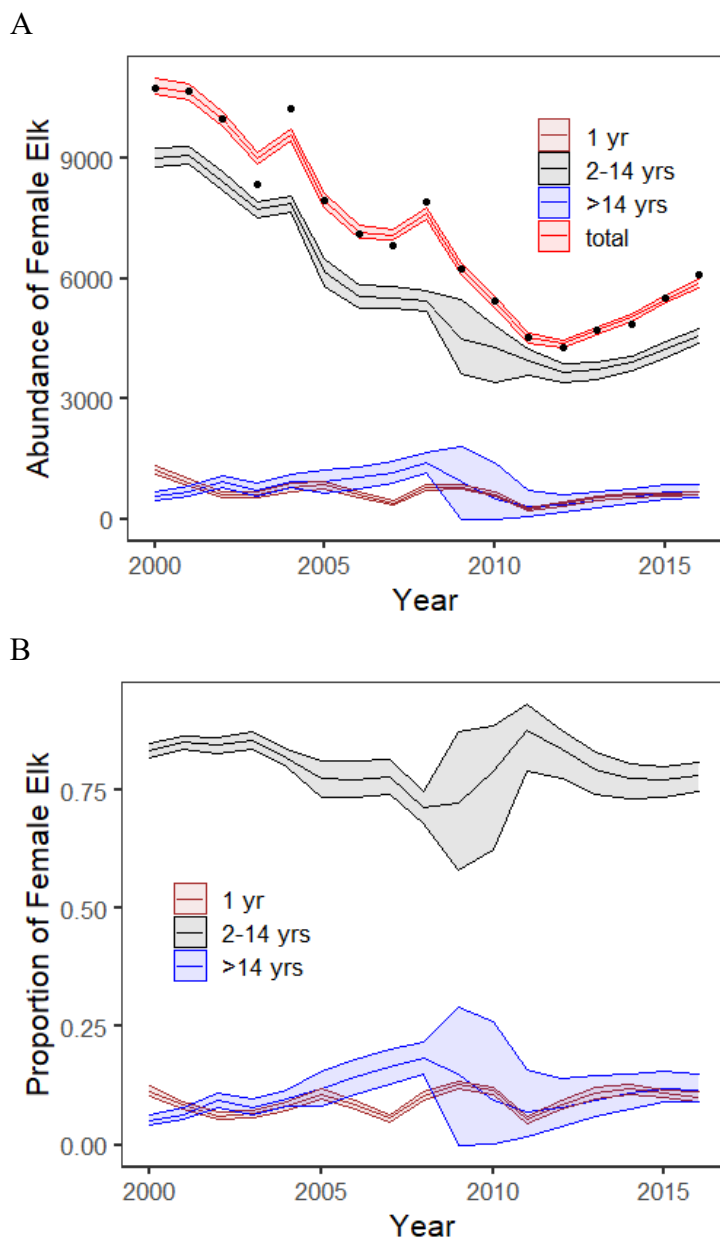 A
Abundance of Female Elk
9000
6000
3000
0
1 yr
2-14 yrs
>14 yrs
total
2000
2005
2010
2015
Year
B
Proportion of Female Elk
0.75
0.50
0.25
0.00
1 yr
2-14 yrs
>14 yrs
2000
2005
2010
2015
Year